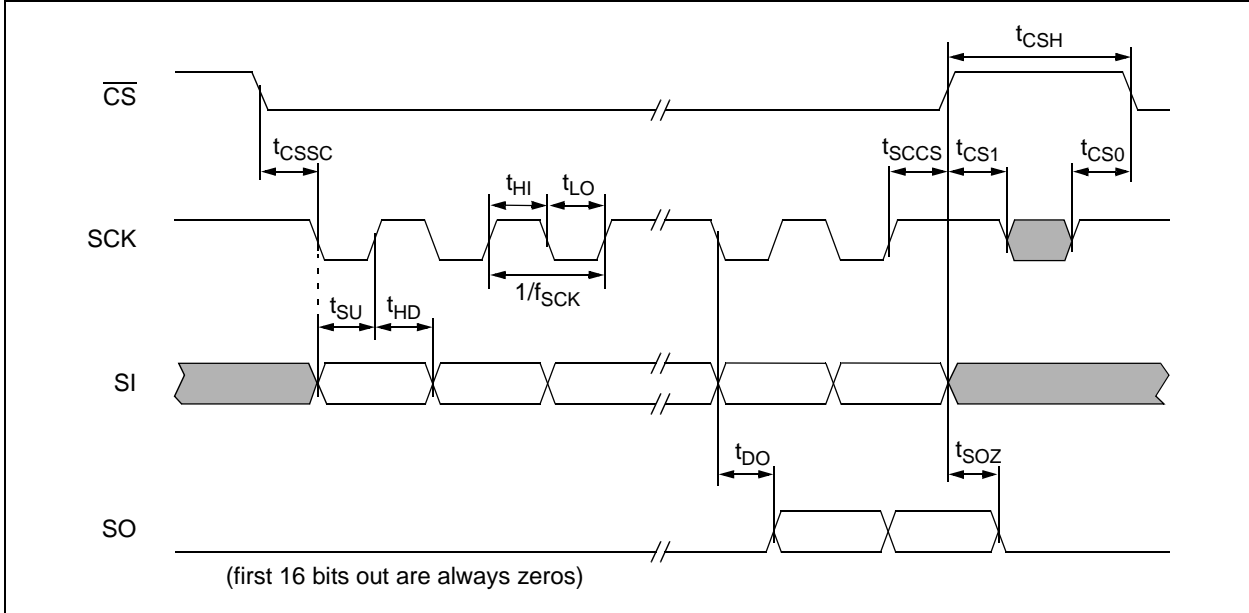 tCSH
CS
tCSSC
tSCCS tCS1 tCS0
tHI tLO
SCK
1/fSCK
tSU tHD
SI
tDO tSOZ
SO
(first 16 bits out are always zeros)